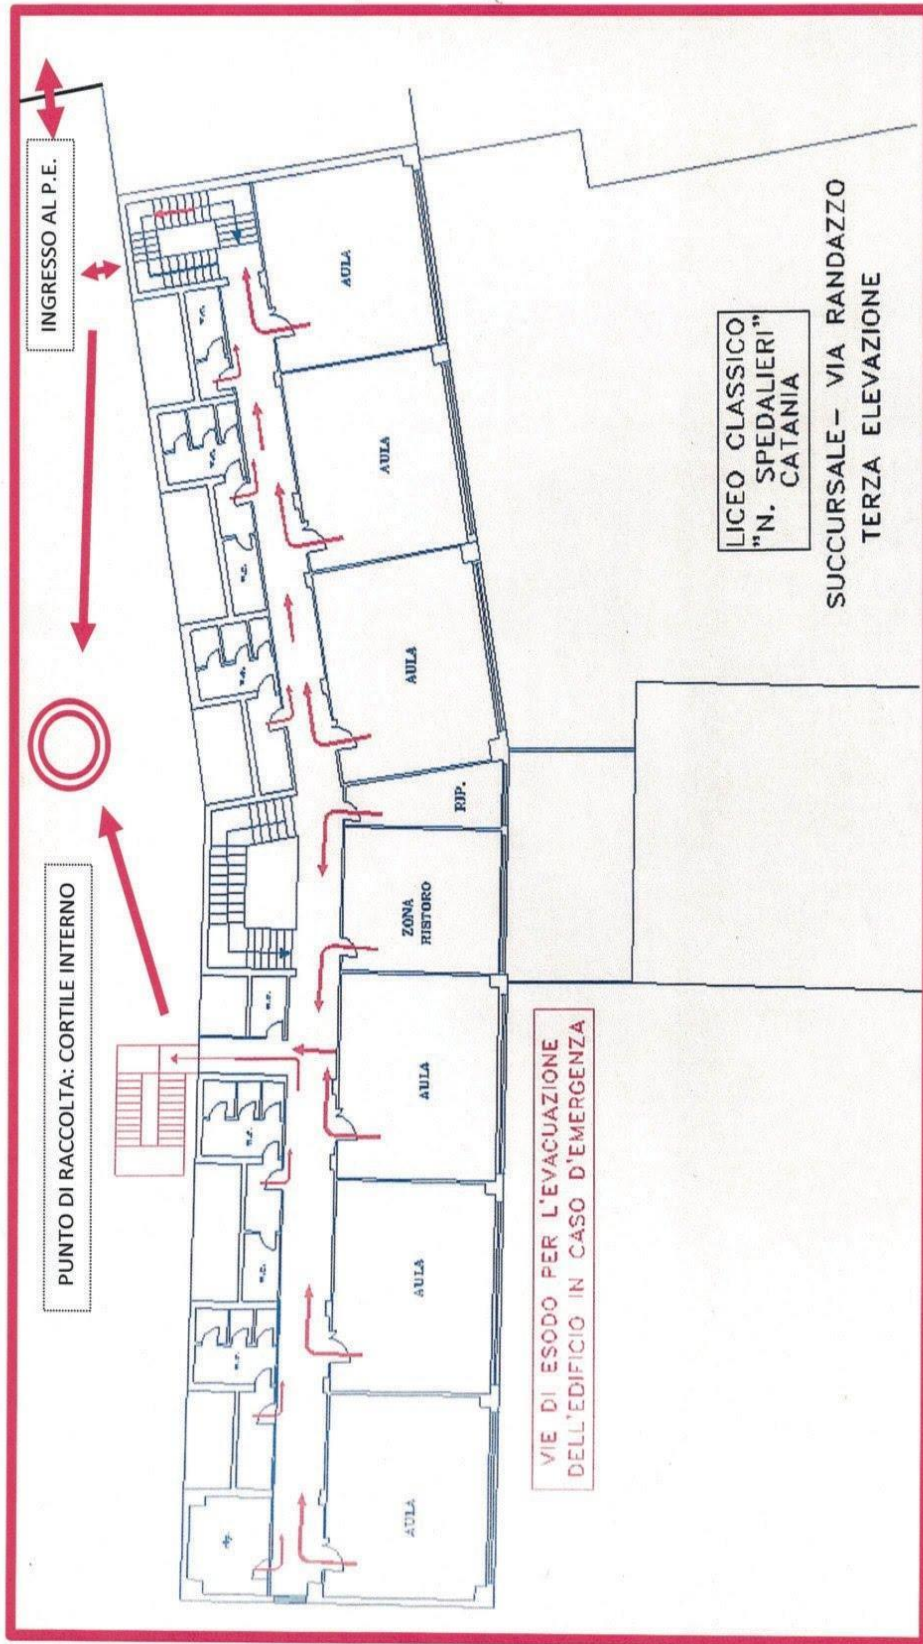 PUNTO DI RACCOLTA: CORTILE INTERNO
INGRESSO AL P.E.
w.c.
w.c.
w.c.
w.c.
w.c.
w.c.
w.c.
w.c.
AULA
AULA
AULA
ZONA
RISTORO
RIP.
AULA
AULA
AULA
VIE DI ESODO PER L'EVACUAZIONE
DELL'EDIFICIO IN CASO D'EMERGENZA
LICEO CLASSICO
"N. SPEDALIERI"
CATANIA
SUCCURSALE – VIA RANDAZZO
TERZA ELEVAZIONE